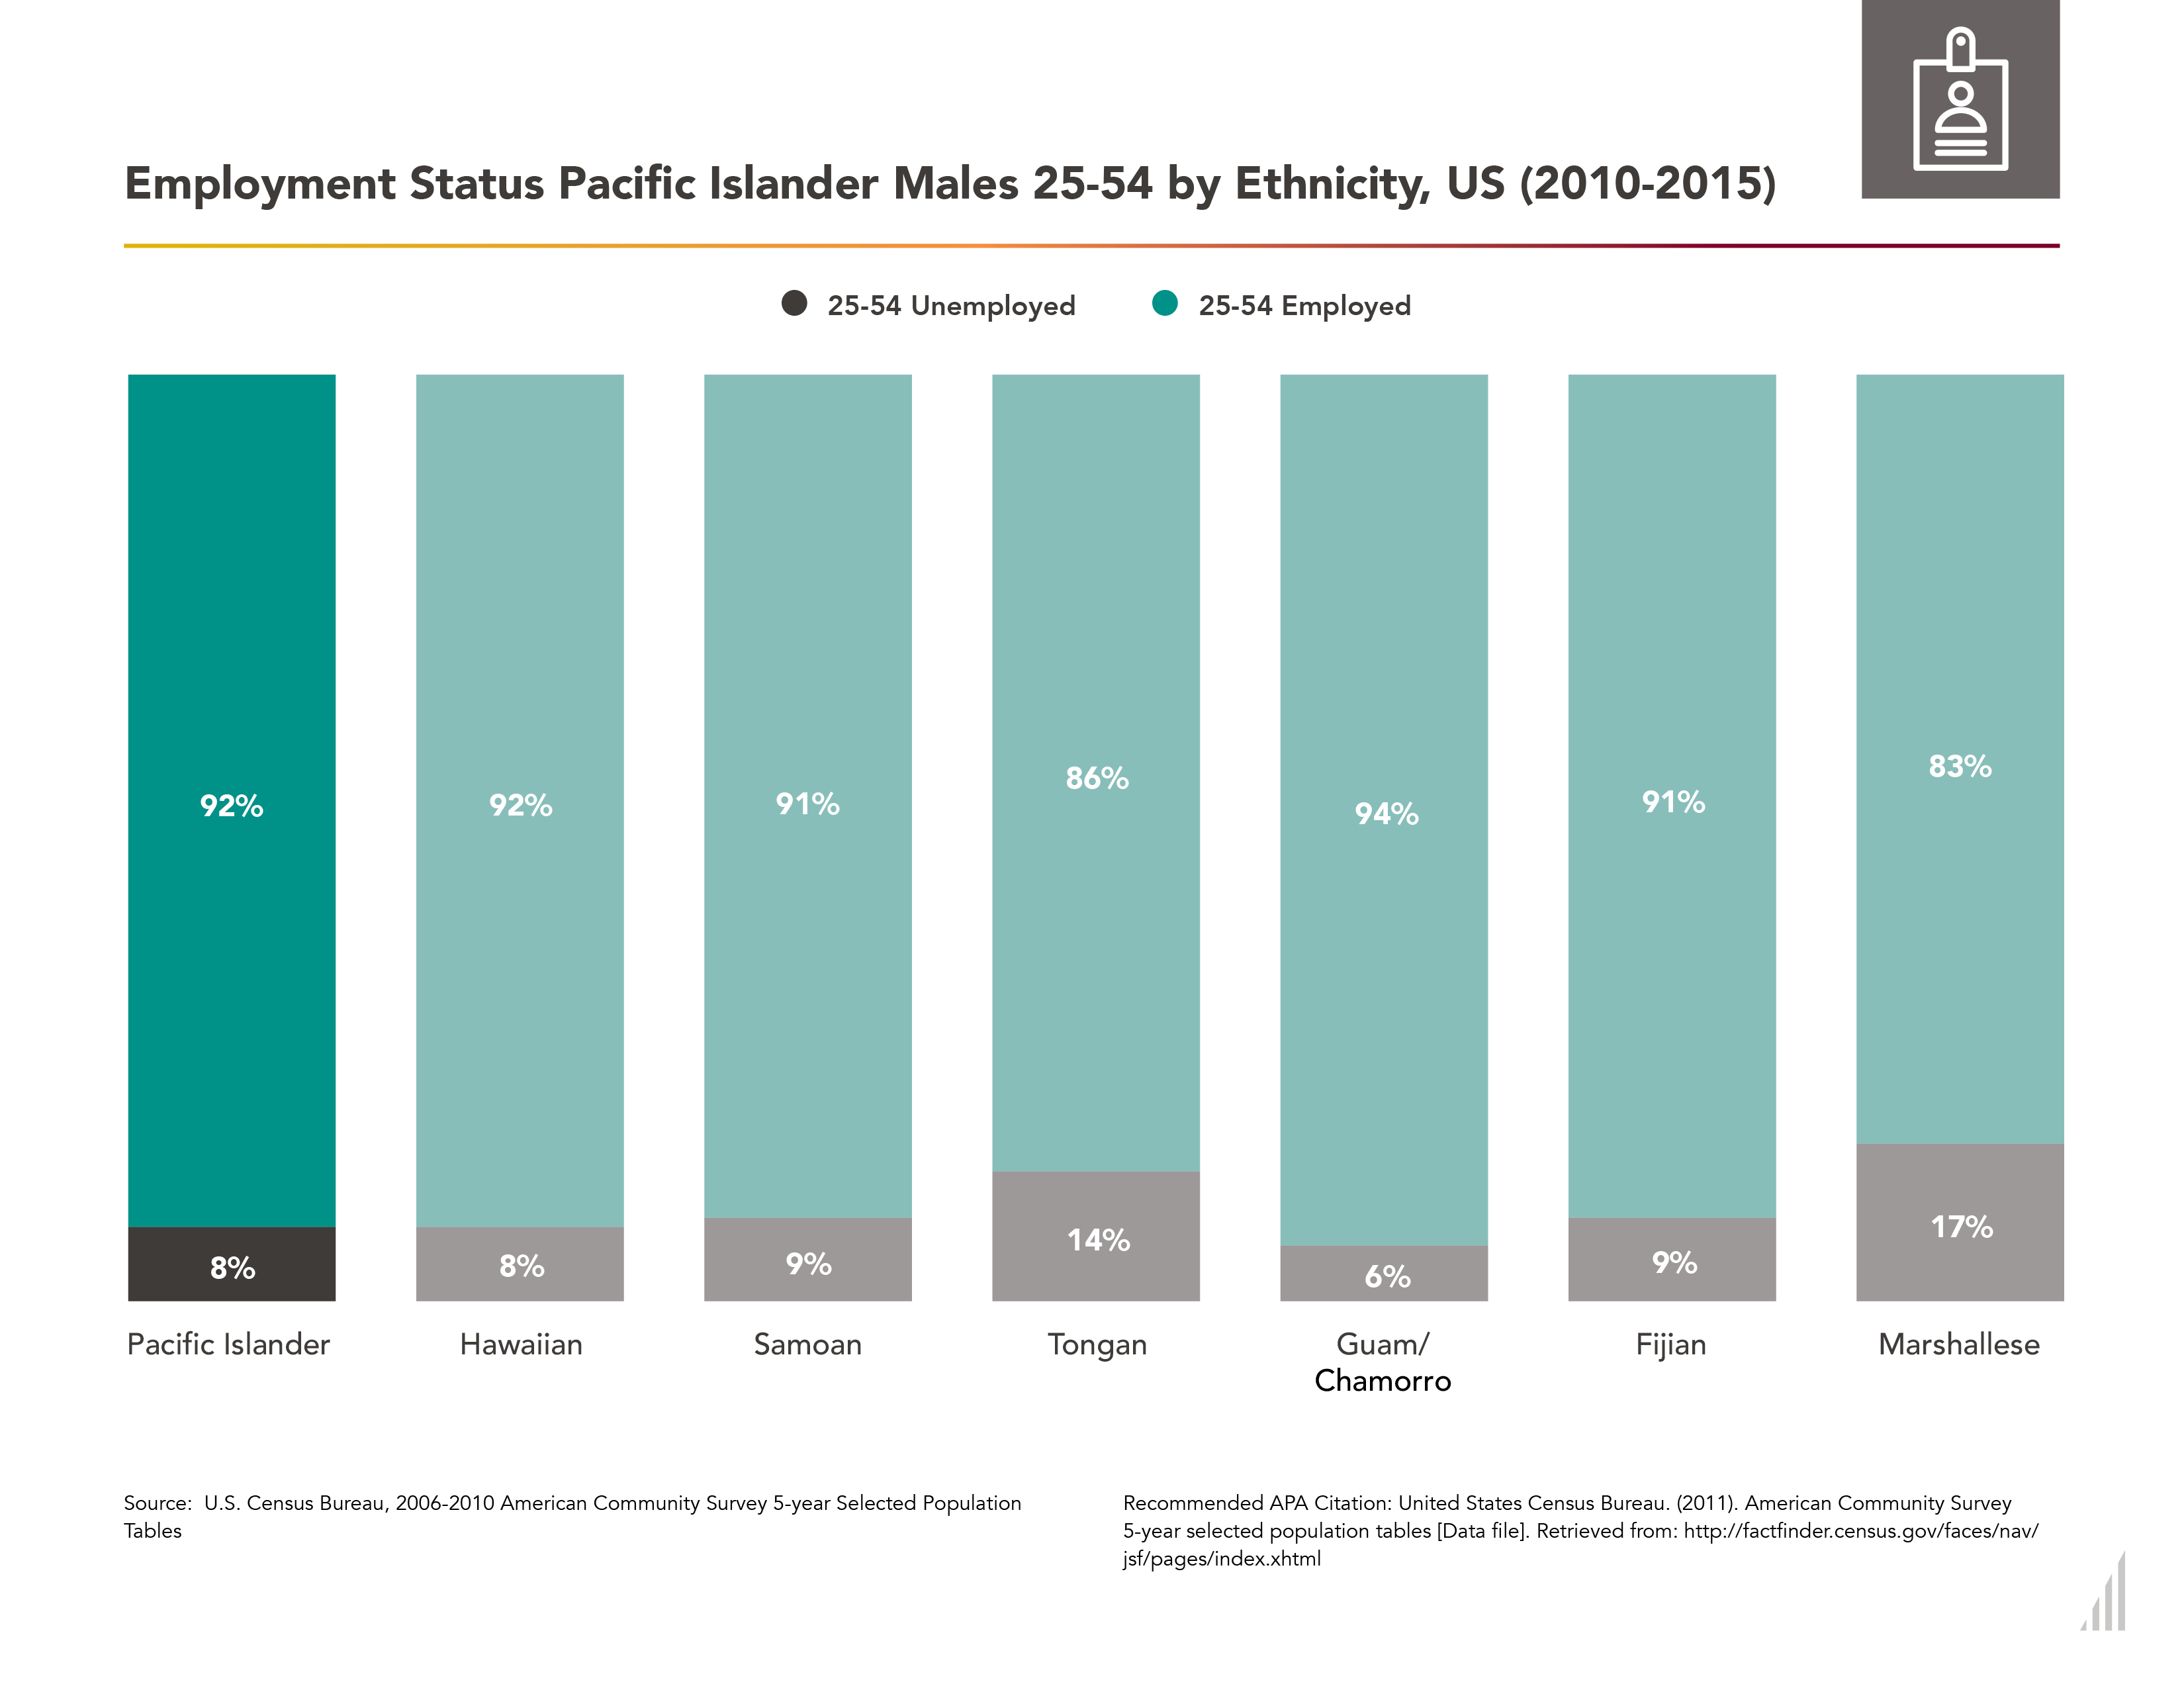 Employment Status Pacific Islander Males 25-54 by Ethnicity, US (2010-2015)
25-54 Unemployed
25-54 Employed
92%
92%
91%
86%
94%
91%
83%
8%
8%
9%
14%
6%
9%
17%
Pacific Islander
Hawaiian
Samoan
Tongan
Guam/
Chamorro
Fijian
Marshallese
Source:  U.S. Census Bureau, 2006-2010 American Community Survey 5-year Selected Population
Tables
Recommended APA Citation: United States Census Bureau. (2011). American Community Survey
5-year selected population tables [Data file]. Retrieved from: http://factfinder.census.gov/faces/nav/
jsf/pages/index.xhtml